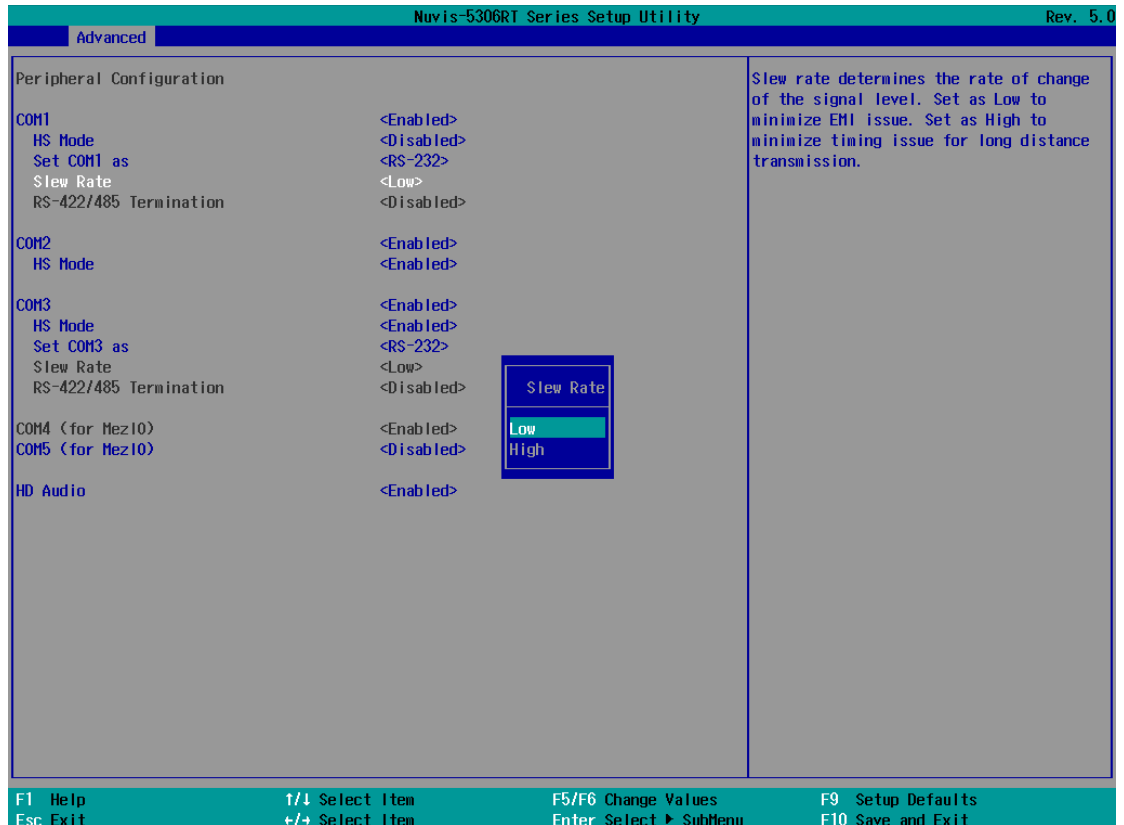 Nuvis-5306RT Series Setup Utility Rev. 5.0
Advanced
Peripheral Configuration
COM1 <Enabled>
HS Mode <Disabled>
Set COM1 as <RS-232>
Slew Rate <Low>
RS-422/485 Termination <Disabled>
COM2 <Enabled>
HS Mode <Enabled>
COM3 <Enabled>
HS Mode <Enabled>
Set COM3 as <RS-232>
Slew Rate <Low>
RS-422/485 Termination <Disabled>
COM4 (for MezIO) <Enabled>
COM5 (for MezIO) <Disabled>
HD Audio <Enabled>
Slew Rate
Low
High
Slew rate determines the rate of change
of the signal level. Set as Low to
minimize EMI issue. Set as High to
minimize timing issue for long distance
transmission.
F1 Help ↑/↓ Select Item F5/F6 Change Values F9 Setup Defaults
Esc Exit ←/→ Select Item Enter Select ▶ SubMenu F10 Save and Exit